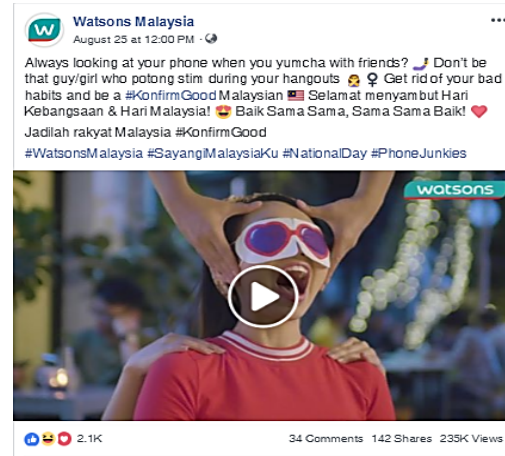 Watsons Malaysia
August 25 at 12:00 PM ·
Always looking at your phone when you yumcha with friends? 🤳 Don't be
that guy/girl who potong stim during your hangouts 🙅 ♀ Get rid of your bad
habits and be a #KonfirmGood Malaysian 🇲🇾 Selamat menyambut Hari
Kebangsaan & Hari Malaysia! 😍 Baik Sama Sama, Sama Sama Baik! ❤
Jadilah rakyat Malaysia #KonfirmGood
#WatsonsMalaysia #SayangiMalaysiaKu #NationalDay #PhoneJunkies
watsons
2.1K
34 Comments 142 Shares 235K Views